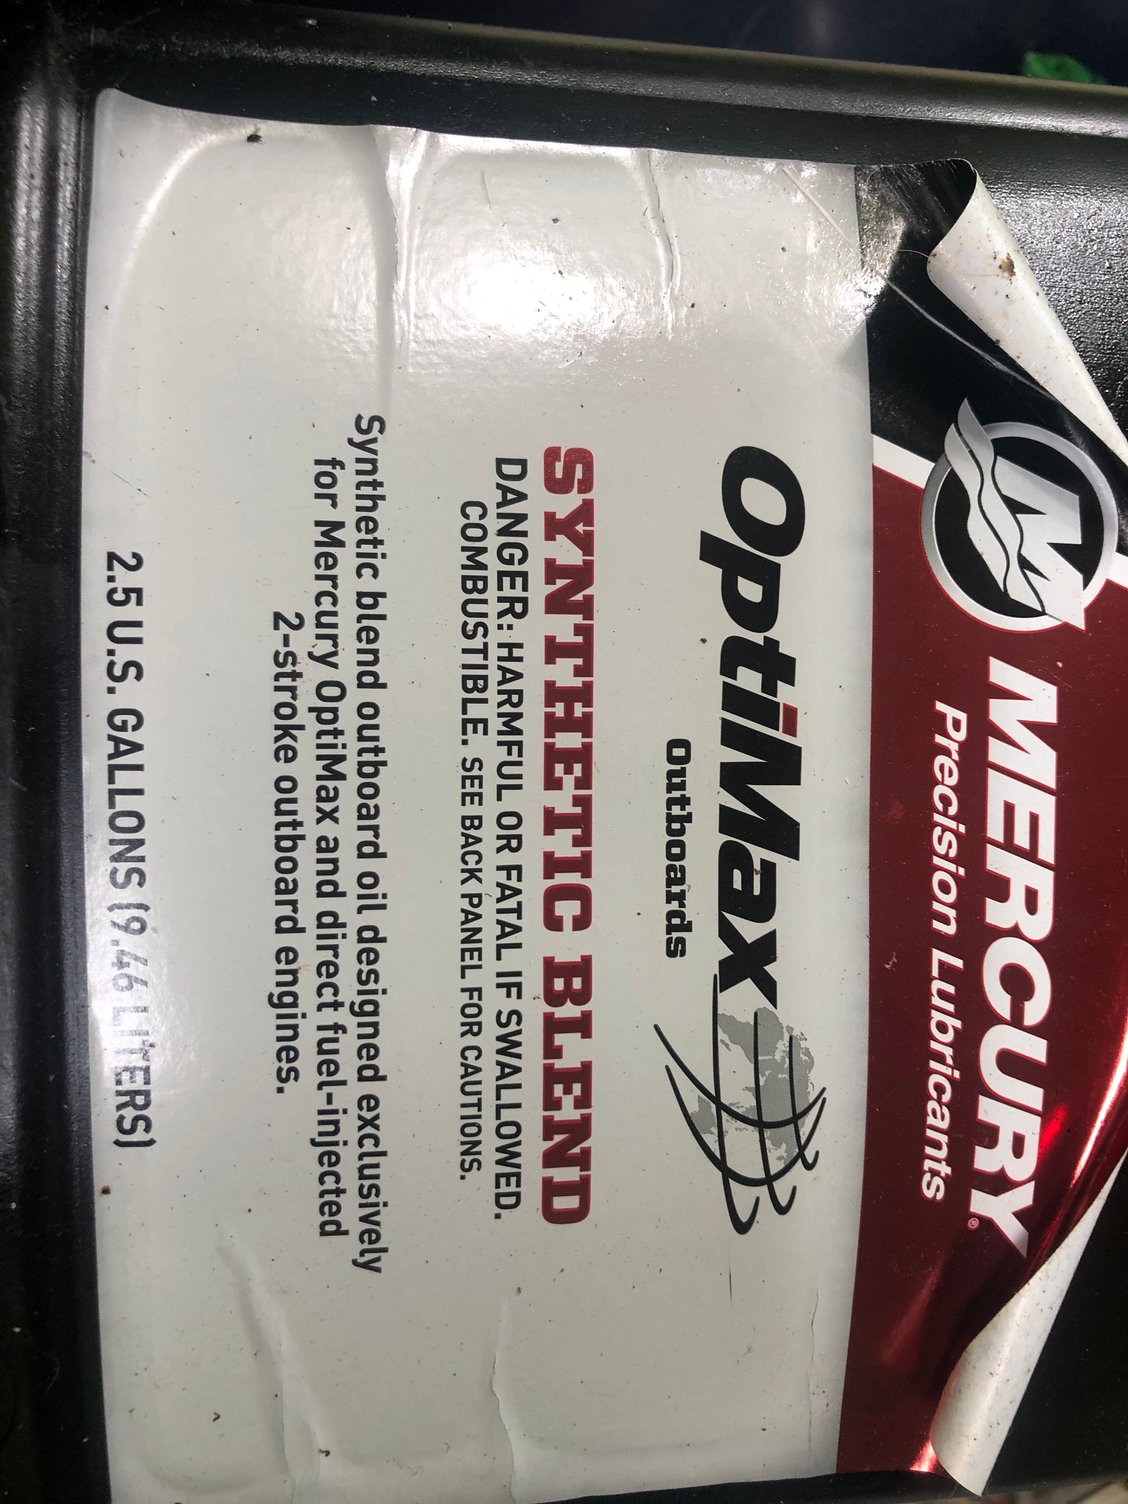 MERCURY®
Precision Lubricants
OptiMax
Outboards
SYNTHETIC BLEND
DANGER: HARMFUL OR FATAL IF SWALLOWED.
COMBUSTIBLE. SEE BACK PANEL FOR CAUTIONS.
Synthetic blend outboard oil designed exclusively
for Mercury OptiMax and direct fuel-injected
2-stroke outboard engines.
2.5 U.S. GALLONS (9.46 LITERS)